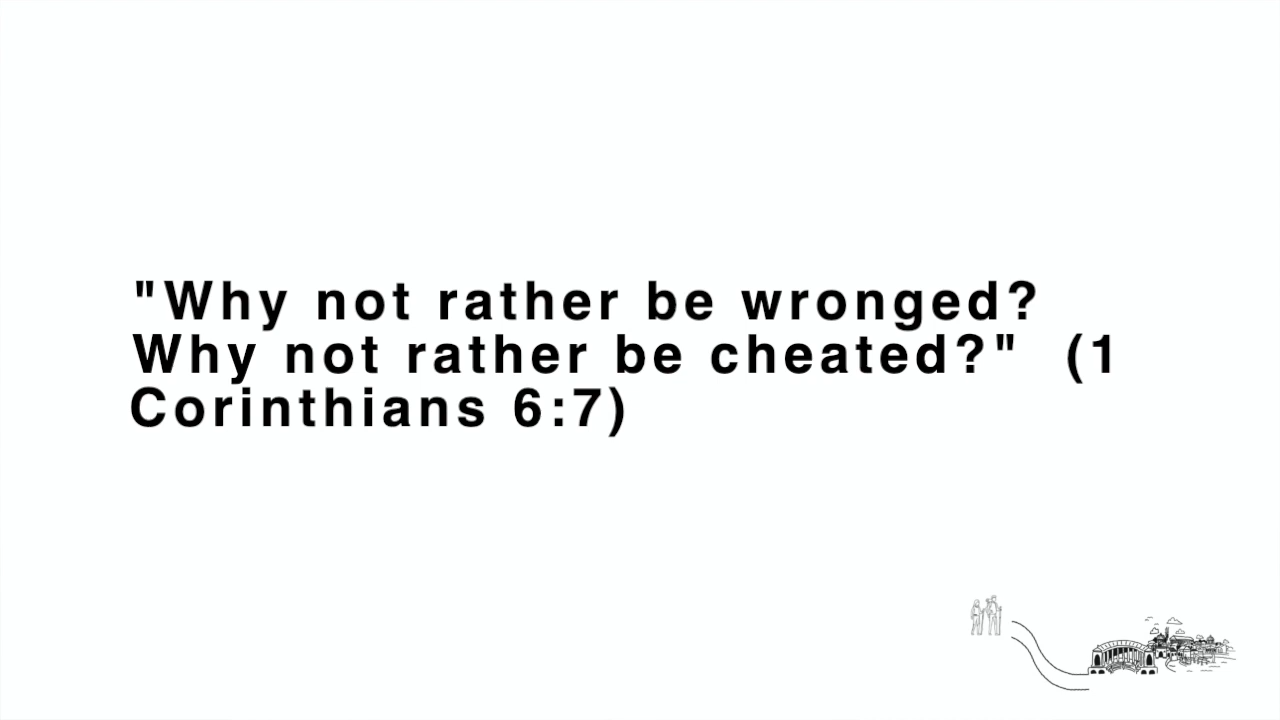 "Why not rather be wronged?
Why not rather be cheated?"  (1
Corinthians 6:7)